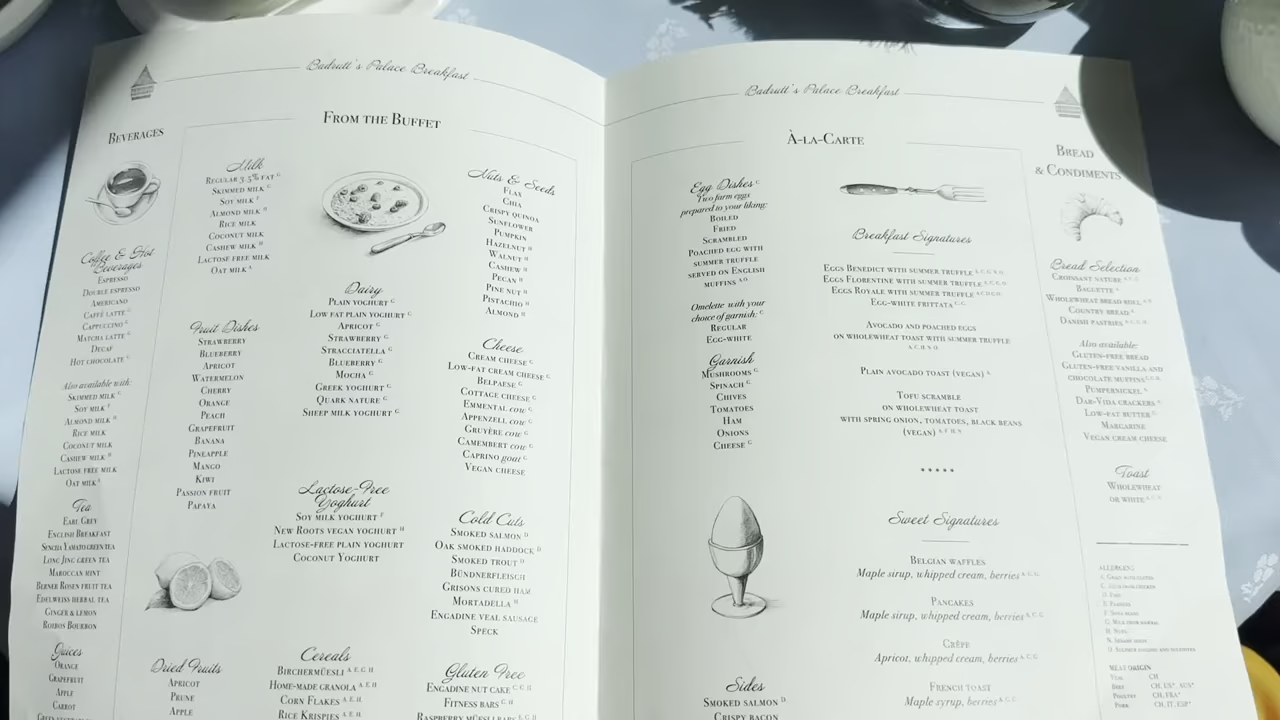 Badrutt's Palace Breakfast
BEVERAGES
Coffee & Hot
Beverages
ESPRESSO
DOUBLE ESPRESSO
AMERICANO
CAFFÈ LATTE G
CAPPUCCINO G
MATCHA LATTE G
DECAF
HOT CHOCOLATE G
Also available with:
SKIMMED MILK G
SOY MILK F
ALMOND MILK H
RICE MILK
COCONUT MILK
CASHEW MILK H
LACTOSE FREE MILK
OAT MILK A
Tea
EARL GREY
ENGLISH BREAKFAST
SENCHA YAMATO GREEN TEA
LONG JING GREEN TEA
MAROCCAN MINT
BERNER ROSEN FRUIT TEA
EDELWEISS HERBAL TEA
GINGER & LEMON
ROIBOS BOURBON
Juices
ORANGE
GRAPEFRUIT
APPLE
CARROT
FROM THE BUFFET
Milk
REGULAR 3.5% FAT G
SKIMMED MILK G
SOY MILK F
ALMOND MILK H
RICE MILK
COCONUT MILK
CASHEW MILK H
LACTOSE FREE MILK
OAT MILK A
Fruit Dishes
STRAWBERRY
BLUEBERRY
APRICOT
WATERMELON
CHERRY
ORANGE
PEACH
GRAPEFRUIT
BANANA
PINEAPPLE
MANGO
KIWI
PASSION FRUIT
PAPAYA
Dried Fruits
APRICOT
PRUNE
APPLE
Dairy
PLAIN YOGHURT G
LOW FAT PLAIN YOGHURT G
APRICOT G
STRAWBERRY G
STRACCIATELLA G
BLUEBERRY G
MOCHA G
GREEK YOGHURT G
QUARK NATURE G
SHEEP MILK YOGHURT G
Lactose-Free
Yoghurt
SOY MILK YOGHURT F
NEW ROOTS VEGAN YOGHURT H
LACTOSE-FREE PLAIN YOGHURT
COCONUT YOGHURT
Cereals
BIRCHERMÜESLI A, E, G, H
HOME-MADE GRANOLA A, E, H
CORN FLAKES A, E, H
RICE KRISPIES A, E, H
Nuts & Seeds
FLAX
CHIA
CRISPY QUINOA
SUNFLOWER
PUMPKIN
HAZELNUT H
WALNUT H
CASHEW H
PECAN H
PINE NUT H
PISTACHIO H
ALMOND H
Cheese
CREAM CHEESE G
LOW-FAT CREAM CHEESE G
BELPAESE G
COTTAGE CHEESE G
EMMENTAL cow G
APPENZELL cow G
GRUYÈRE cow G
CAMEMBERT cow G
CAPRINO goat G
VEGAN CHEESE
Cold Cuts
SMOKED SALMON D
OAK SMOKED HADDOCK D
SMOKED TROUT D
BÜNDNERFLEISCH
GRISONS CURED HAM
MORTADELLA H
ENGADINE VEAL SAUSAGE
SPECK
Gluten Free
ENGADINE NUT CAKE C, G, H
FITNESS BARS G, H
RASPBERRY MÜESLI BARS
Badrutt's Palace Breakfast
À-LA-CARTE
Egg Dishes C
Two farm eggs
prepared to your liking:
BOILED
FRIED
SCRAMBLED
POACHED EGG WITH
SUMMER TRUFFLE
SERVED ON ENGLISH
MUFFINS A, O
Omelette with your
choice of garnish: C
REGULAR
EGG-WHITE
Garnish
MUSHROOMS G
SPINACH G
CHIVES
TOMATOES
HAM
ONIONS
CHEESE G
Sides
SMOKED SALMON D
CRISPY BACON
Breakfast Signatures
EGGS BENEDICT WITH SUMMER TRUFFLE
EGGS FLORENTINE WITH SUMMER TRUFFLE
EGGS ROYALE WITH SUMMER TRUFFLE
EGG-WHITE FRITTATA
AVOCADO AND POACHED EGGS
ON WHOLEWHEAT TOAST WITH SUMMER TRUFFLE
PLAIN AVOCADO TOAST (VEGAN)
TOFU SCRAMBLE
ON WHOLEWHEAT TOAST
WITH SPRING ONION, TOMATOES, BLACK BEANS
(VEGAN)
*****
Sweet Signatures
BELGIAN WAFFLES
Maple sirup, whipped cream, berries A, C, G
PANCAKES
Maple sirup, whipped cream, berries A, C, G
CRÊPE
Apricot, whipped cream, berries A, C, G
FRENCH TOAST
Maple syrup, berries A, C, G
BREAD
& CONDIMENTS
Bread Selection
CROISSANT NATURE
BAGUETTE
WHOLEWHEAT BREAD ROLL
COUNTRY BREAD
DANISH PASTRIES
Also available:
GLUTEN-FREE BREAD
GLUTEN-FREE VANILLA AND
CHOCOLATE MUFFINS
PUMPERNICKEL
DAR-VIDA CRACKERS
LOW-FAT BUTTER G
MARGARINE
VEGAN CREAM CHEESE
Toast
WHOLEWHEAT
OR WHITE
ALLERGENS
MEAT ORIGIN
VEAL CH
BEEF
POULTRY
PORK